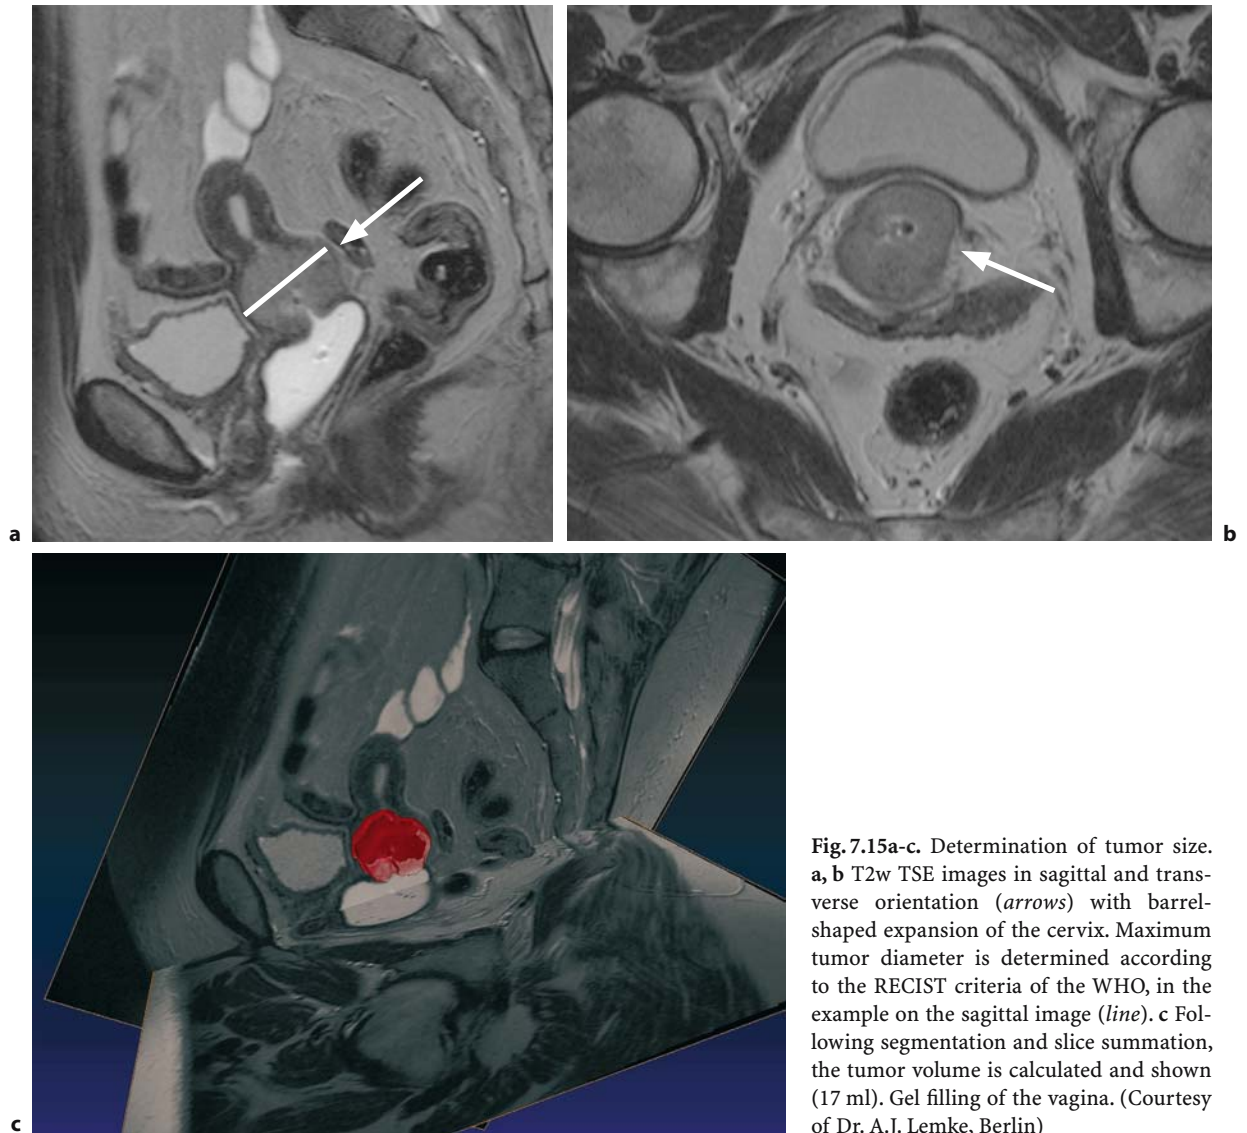 a
b
c
Fig. 7.15a-c. Determination of tumor size.
a, b T2w TSE images in sagittal and trans-
verse orientation (arrows) with barrel-
shaped expansion of the cervix. Maximum
tumor diameter is determined according
to the RECIST criteria of the WHO, in the
example on the sagittal image (line). c Fol-
lowing segmentation and slice summation,
the tumor volume is calculated and shown
(17 ml). Gel filling of the vagina. (Courtesy
of Dr. A.J. Lemke, Berlin)